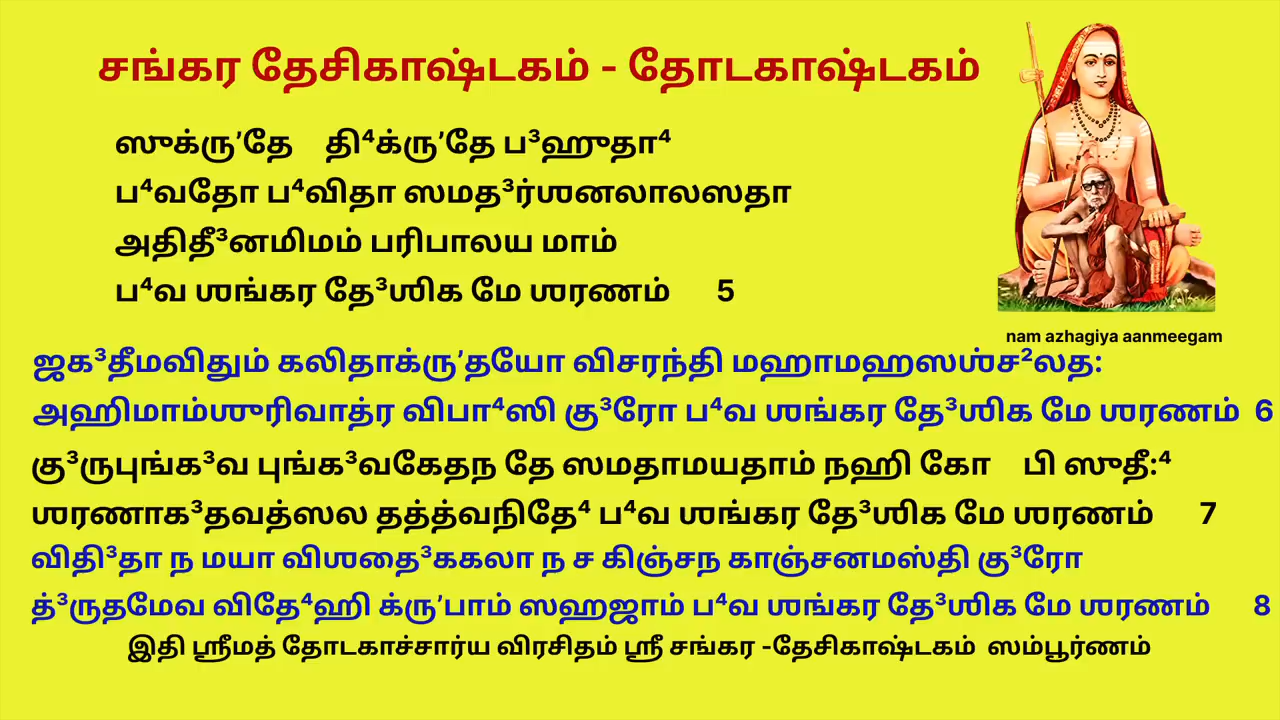 சங்கர தேசிகாஷ்டகம் - தோடகாஷ்டகம்
ஸுக்ருʼதே தி⁴க்ருʼதே ப³ஹுதா⁴
ப⁴வதோ ப⁴விதா ஸமத³ர்ஶனலாலஸதா
அதிதீ³னமிமம் பரிபாலய மாம்
ப⁴வ ஶங்கர தே³ஶிக மே ஶரணம் 5
nam azhagiya aanmeegam
ஜக³தீமவிதும் கலிதாக்ருʼதயோ விசரந்தி மஹாமஹஸஶ்ச²லத:
அஹிமாம்ஶுரிவாத்ர விபா⁴ஸி கு³ரோ ப⁴வ ஶங்கர தே³ஶிக மே ஶரணம் 6
கு³ருபுங்க³வ புங்க³வகேதந தே ஸமதாமயதாம் நஹி கோ பி ஸுதீ:⁴
ஶரணாக³தவத்ஸல தத்த்வநிதே⁴ ப⁴வ ஶங்கர தே³ஶிக மே ஶரணம் 7
விதி³தா ந மயா விஶதை³ககலா ந ச கிஞ்சந காஞ்சனமஸ்தி கு³ரோ
த்³ருதமேவ விதே⁴ஹி க்ருʼபாம் ஸஹஜாம் ப⁴வ ஶங்கர தே³ஶிக மே ஶரணம் 8
இதி ஸ்ரீமத் தோடகாச்சார்ய விரசிதம் ஸ்ரீ சங்கர -தேசிகாஷ்டகம் ஸம்பூர்ணம்